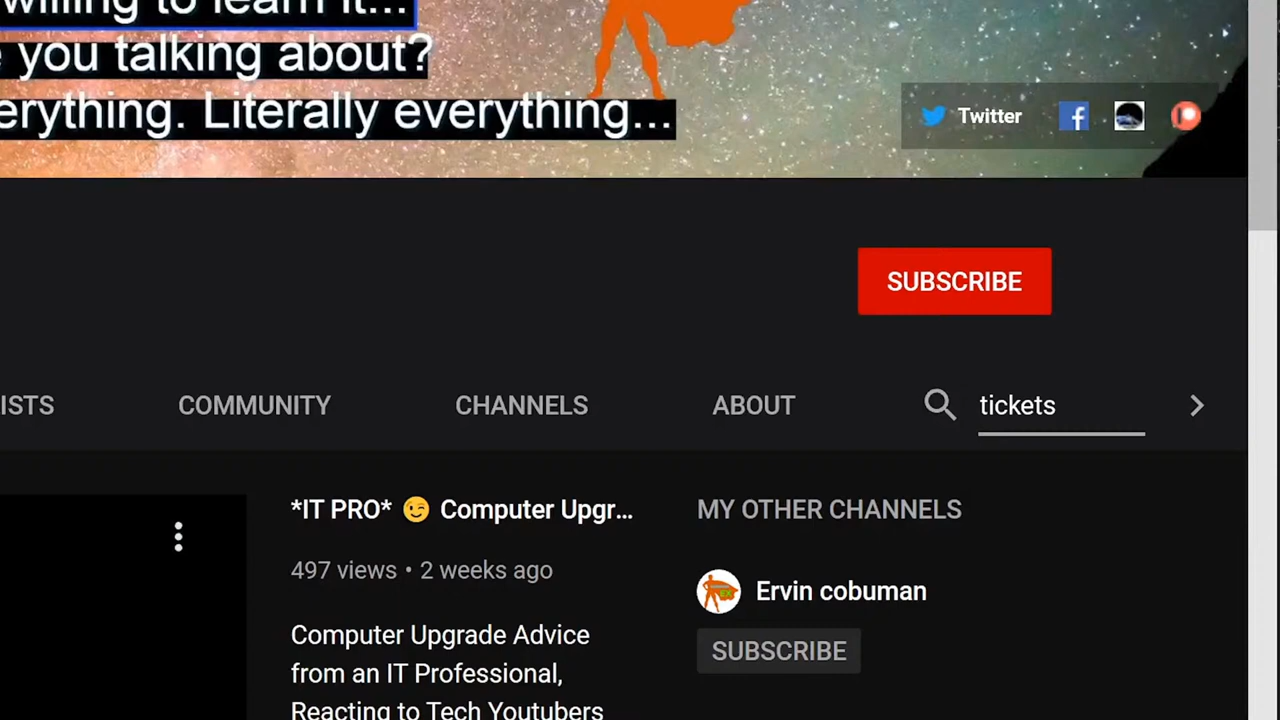 willing to learn it...
you talking about?
erything. Literally everything...
Twitter
SUBSCRIBE
ISTS COMMUNITY CHANNELS ABOUT tickets
*IT PRO* 😉 Computer Upgr...
497 views • 2 weeks ago
Computer Upgrade Advice
from an IT Professional,
Reacting to Tech Youtubers
MY OTHER CHANNELS
Ervin cobuman
SUBSCRIBE